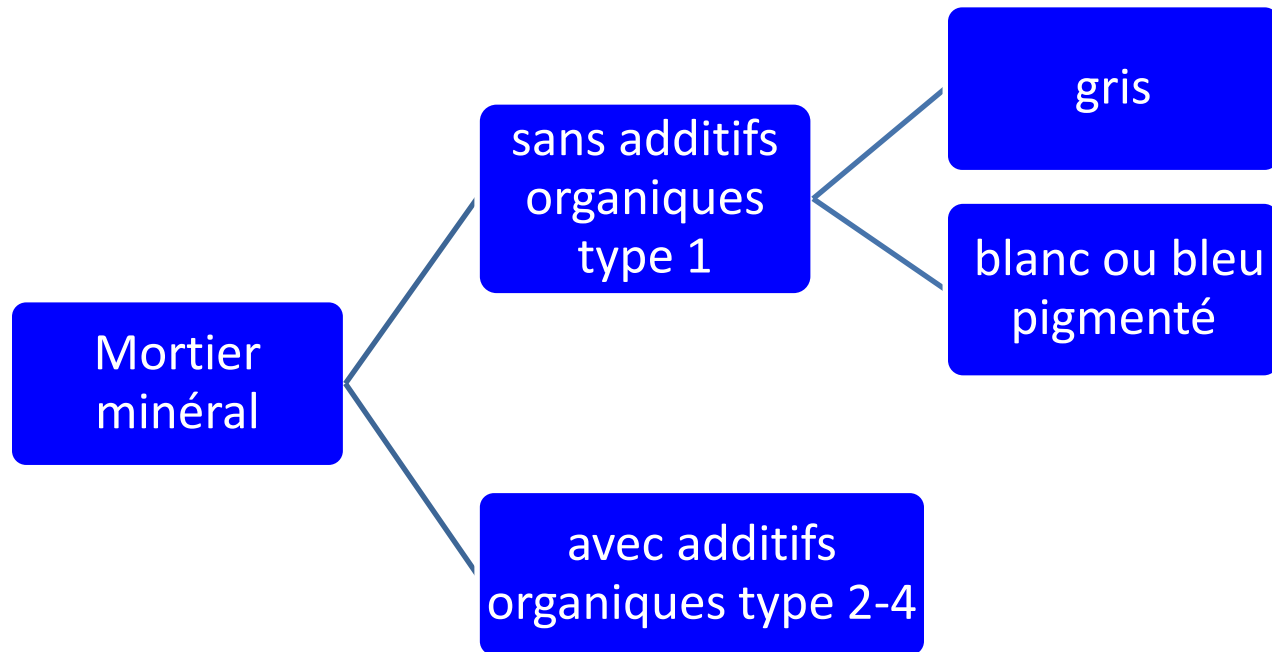 Mortier
minéral
sans additifs
organiques
type 1
gris
blanc ou bleu
pigmenté
avec additifs
organiques type 2-4